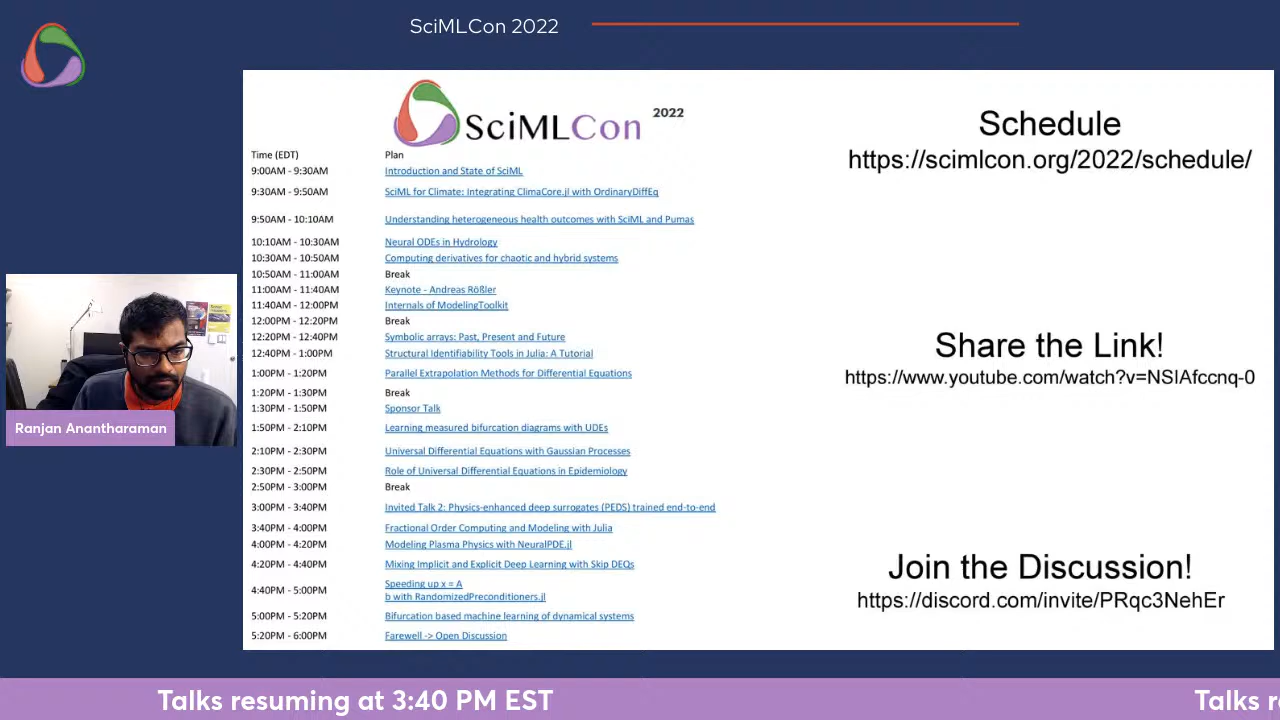 SciMLCon 2022
SciMLCon 2022
Time (EDT) Plan
9:00AM - 9:30AM Introduction and State of SciML
9:30AM - 9:50AM SciML for Climate: Integrating ClimaCore.jl with OrdinaryDiffEq
9:50AM - 10:10AM Understanding heterogeneous health outcomes with SciML and Pumas
10:10AM - 10:30AM Neural ODEs in Hydrology
10:30AM - 10:50AM Computing derivatives for chaotic and hybrid systems
10:50AM - 11:00AM Break
11:00AM - 11:40AM Keynote - Andreas Rößler
11:40AM - 12:00PM Internals of ModelingToolkit
12:00PM - 12:20PM Break
12:20PM - 12:40PM Symbolic arrays: Past, Present and Future
12:40PM - 1:00PM Structural Identifiability Tools in Julia: A Tutorial
1:00PM - 1:20PM Parallel Extrapolation Methods for Differential Equations
1:20PM - 1:30PM Break
1:30PM - 1:50PM Sponsor Talk
1:50PM - 2:10PM Learning measured bifurcation diagrams with UDEs
2:10PM - 2:30PM Universal Differential Equations with Gaussian Processes
2:30PM - 2:50PM Role of Universal Differential Equations in Epidemiology
2:50PM - 3:00PM Break
3:00PM - 3:40PM Invited Talk 2: Physics-enhanced deep surrogates (PEDS) trained end-to-end
3:40PM - 4:00PM Fractional Order Computing and Modeling with Julia
4:00PM - 4:20PM Modeling Plasma Physics with NeuralPDE.jl
4:20PM - 4:40PM Mixing Implicit and Explicit Deep Learning with Skip DEQs
4:40PM - 5:00PM Speeding up x = A
b with RandomizedPreconditioners.jl
5:00PM - 5:20PM Bifurcation based machine learning of dynamical systems
5:20PM - 6:00PM Farewell -> Open Discussion
Schedule
https://scimlcon.org/2022/schedule/
Share the Link!
https://www.youtube.com/watch?v=NSIAfccnq-0
Join the Discussion!
https://discord.com/invite/PRqc3NehEr
Ranjan Anantharaman
Talks resuming at 3:40 PM EST
Talks r